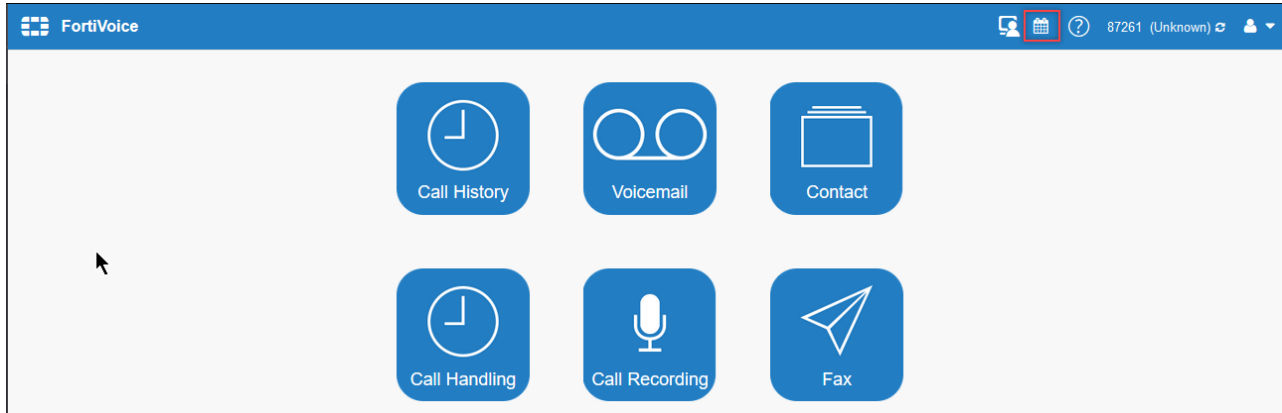 FortiVoice
87261 (Unknown)
Call History
Voicemail
Contact
Call Handling
Call Recording
Fax